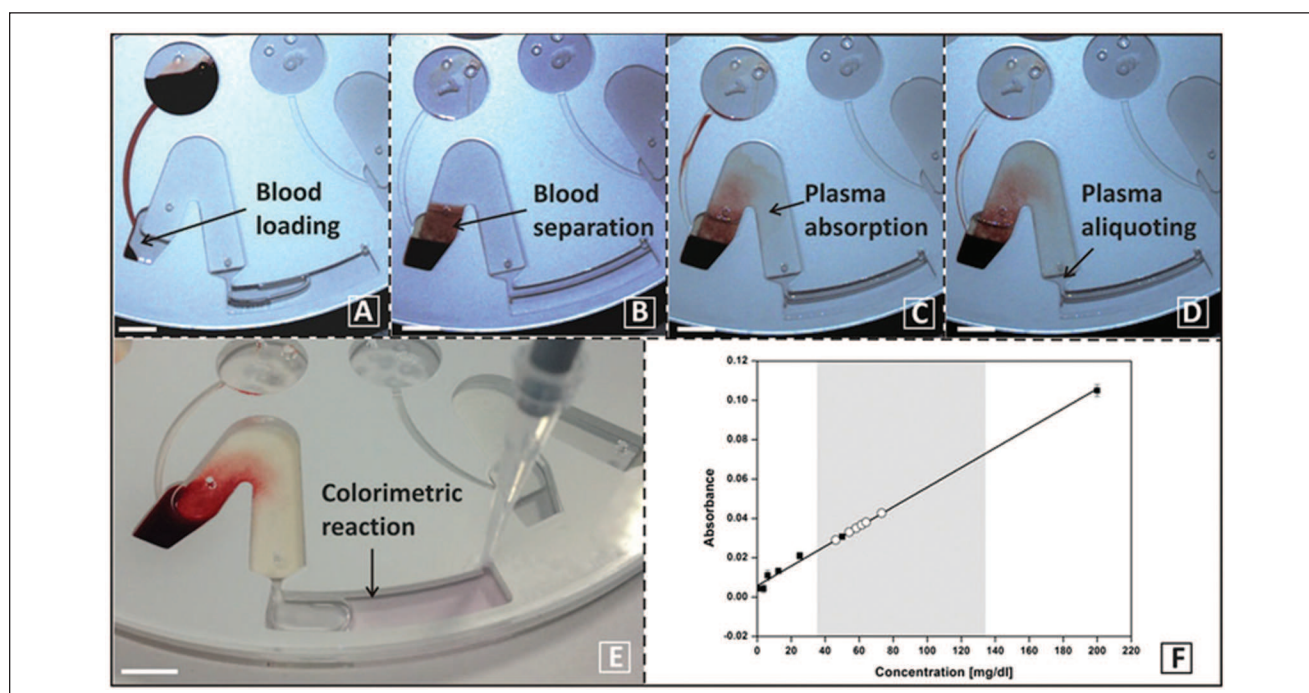 Blood
loading
A
Blood
separation
B
Plasma
absorption
C
Plasma
aliquoting
D
Colorimetric
reaction
E
0.12
0.10
0.08
0.06
0.04
0.02
0.00
-0.02
Absorbance
0 20 40 60 80 100 120 140 160 180 200 220
Concentration [mg/dl]
F